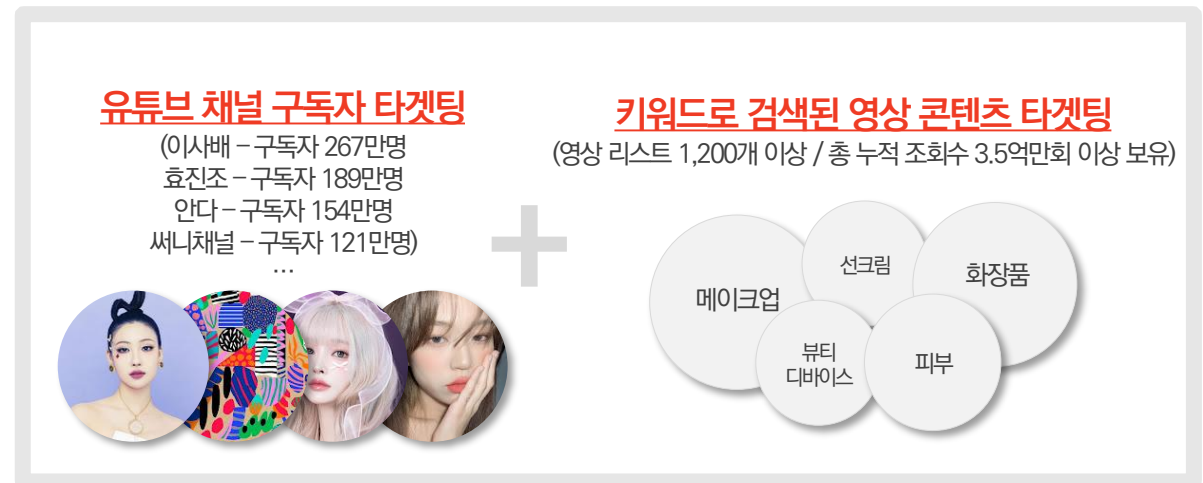 유튜브 채널 구독자 타겟팅
(이사배 – 구독자 267만명
효진조 – 구독자 189만명
안다 – 구독자 154만명
써니채널 – 구독자 121만명)
…
키워드로 검색된 영상 콘텐츠 타겟팅
(영상 리스트 1,200개 이상 / 총 누적 조회수 3.5억만회 이상 보유)
메이크업
선크림
화장품
뷰티
디바이스
피부